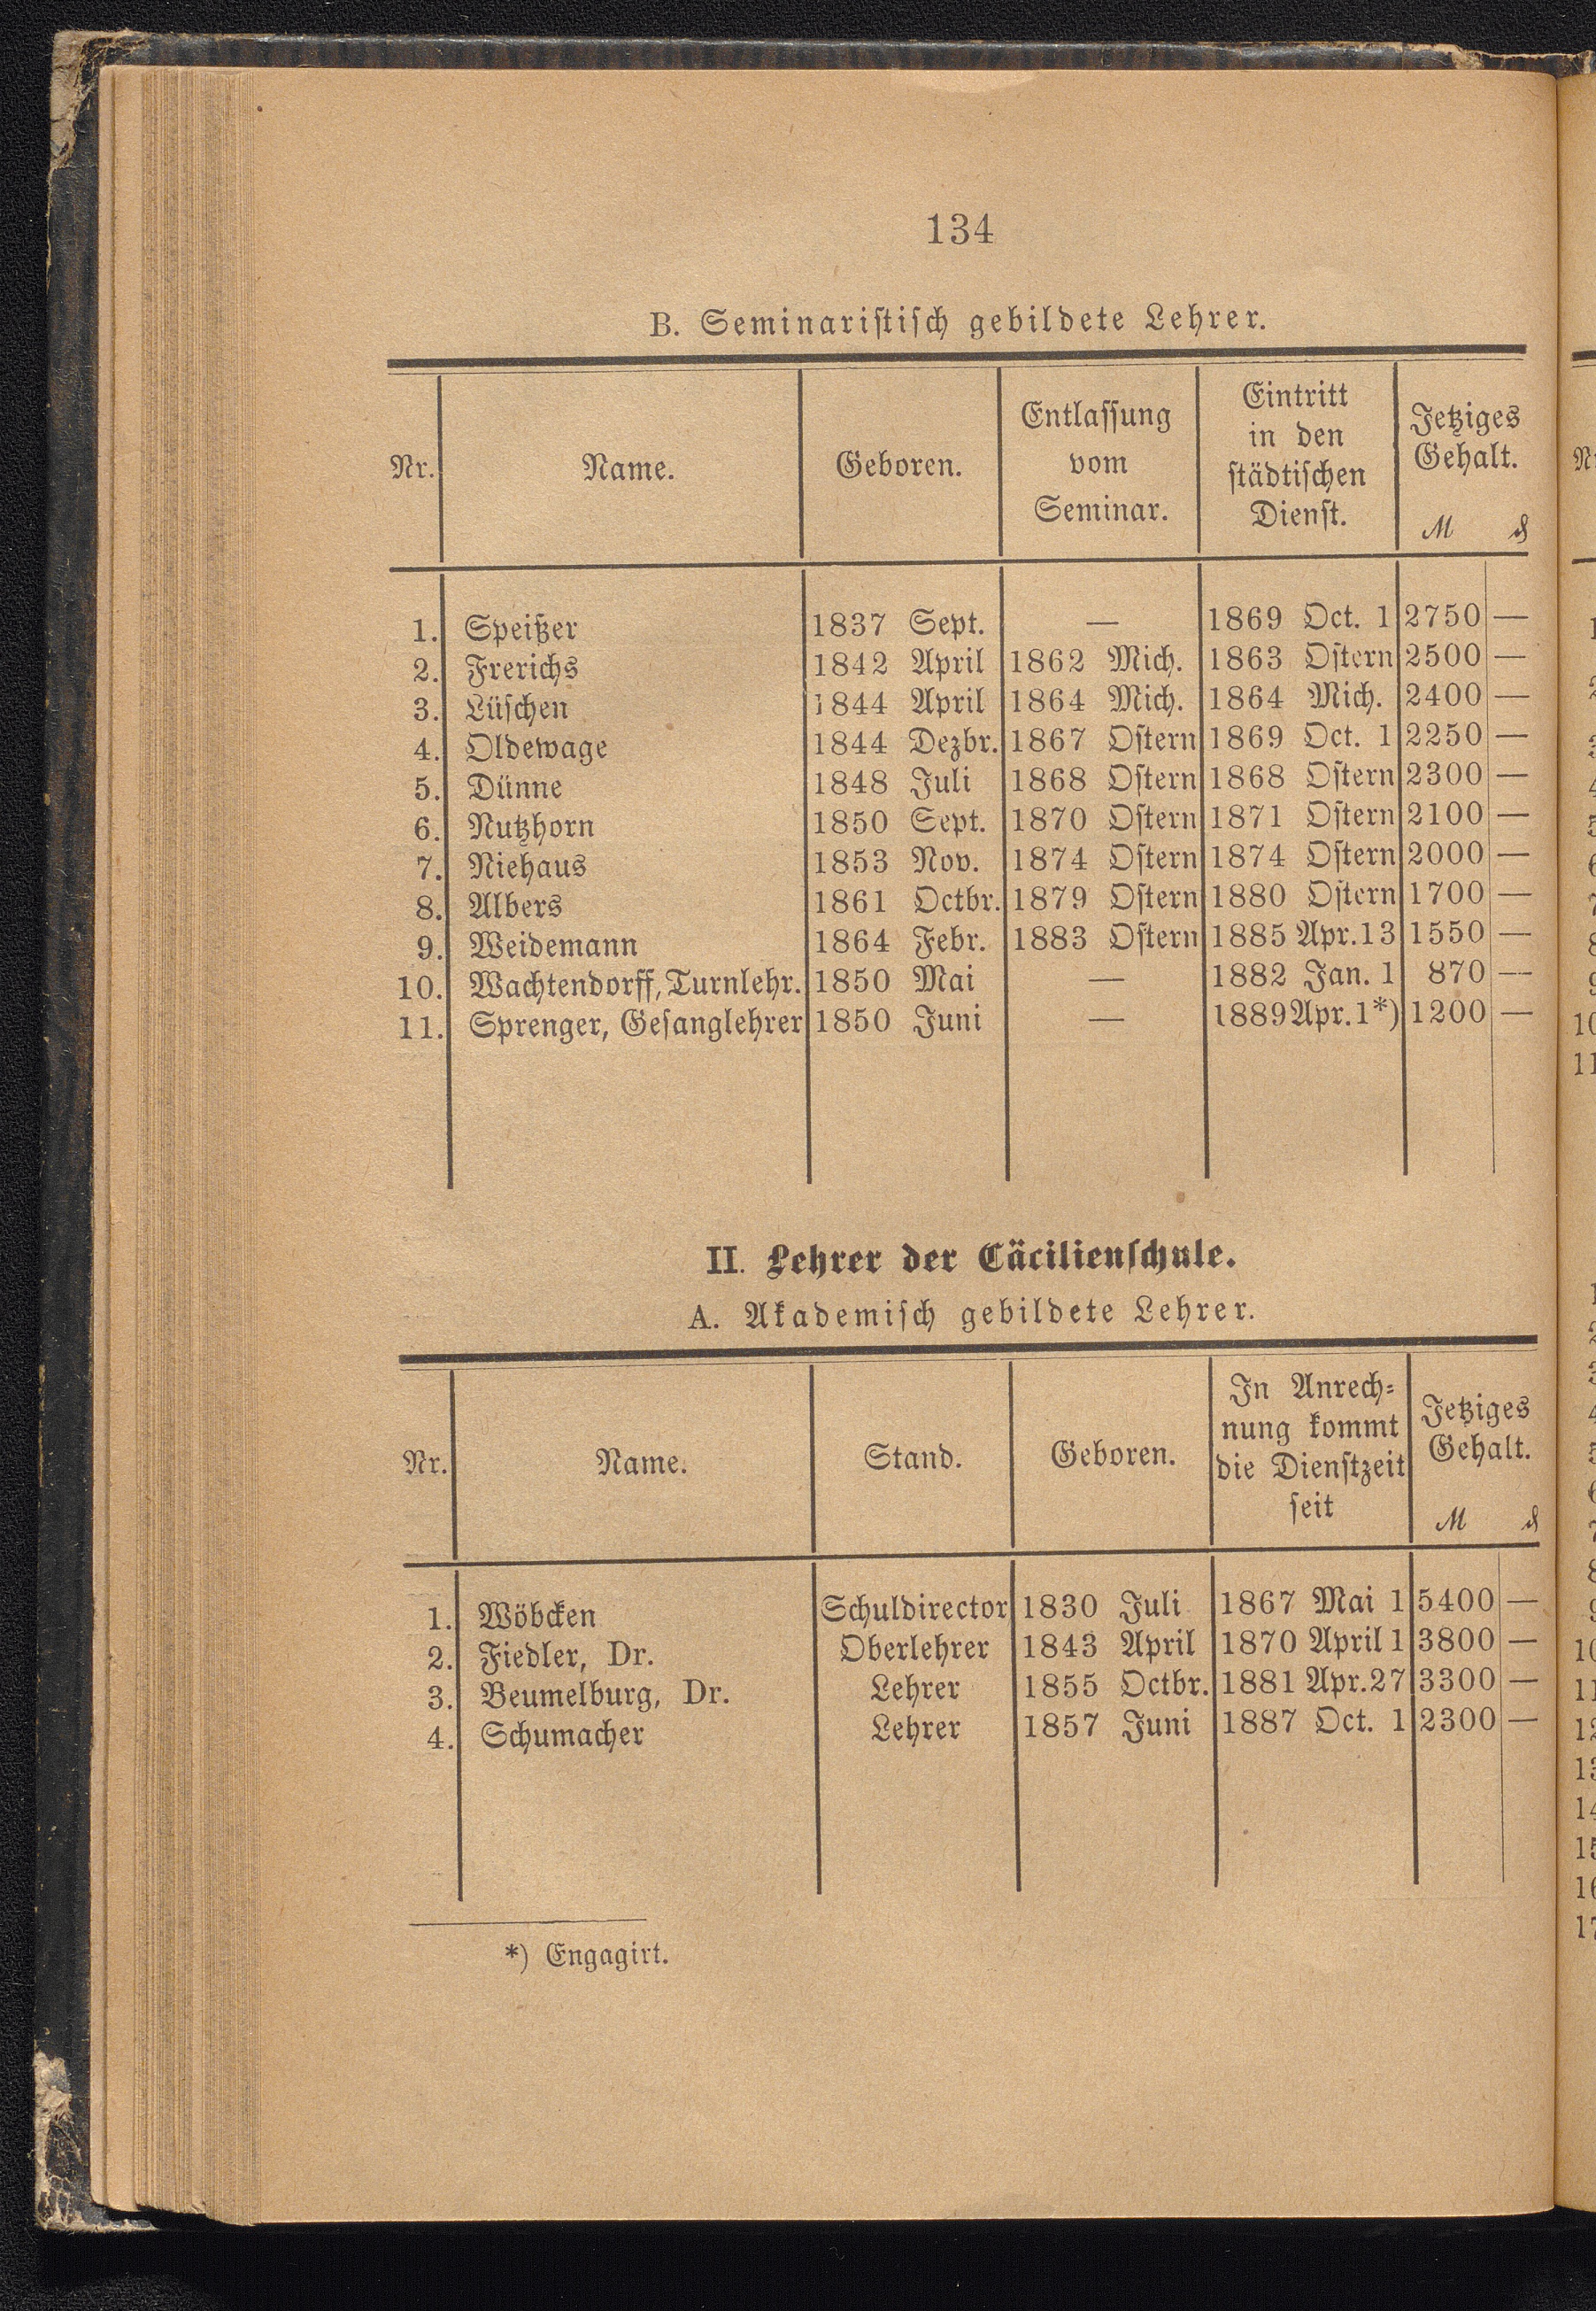 134
B. Seminaristisch gebildete Lehrer.
Nr. Name. Geboren. Entlassung vom Seminar. Eintritt in den städtischen Dienst. Jetziges Gehalt. M ₰
1. Speißer 1837 Sept. — 1869 Oct. 1 2750 —
2. Frerichs 1842 April 1862 Mich. 1863 Ostern 2500 —
3. Lüschen 1844 April 1864 Mich. 1864 Mich. 2400 —
4. Oldewage 1844 Dezbr. 1867 Ostern 1869 Oct. 1 2250 —
5. Dünne 1848 Juli 1868 Ostern 1868 Ostern 2300 —
6. Nutzhorn 1850 Sept. 1870 Ostern 1871 Ostern 2100 —
7. Niehaus 1853 Nov. 1874 Ostern 1874 Ostern 2000 —
8. Albers 1861 Octbr. 1879 Ostern 1880 Ostern 1700 —
9. Weidemann 1864 Febr. 1883 Ostern 1885 Apr. 13 1550 —
10. Wachtendorff, Turnlehr. 1850 Mai — 1882 Jan. 1 870 —
11. Sprenger, Gesanglehrer 1850 Juni — 1889 Apr. 1*) 1200 —
II. Lehrer der Cäcilienschule.
A. Akademisch gebildete Lehrer.
Nr. Name. Stand. Geboren. In Anrech- nung kommt die Dienstzeit seit Jetziges Gehalt. M ₰
1. Wöbcken Schuldirector 1830 Juli 1867 Mai 1 5400 —
2. Fiedler, Dr. Oberlehrer 1843 April 1870 April 1 3800 —
3. Beumelburg, Dr. Lehrer 1855 Octbr. 1881 Apr. 27 3300 —
4. Schumacher Lehrer 1857 Juni 1887 Oct. 1 2300 —
*) Engagirt.